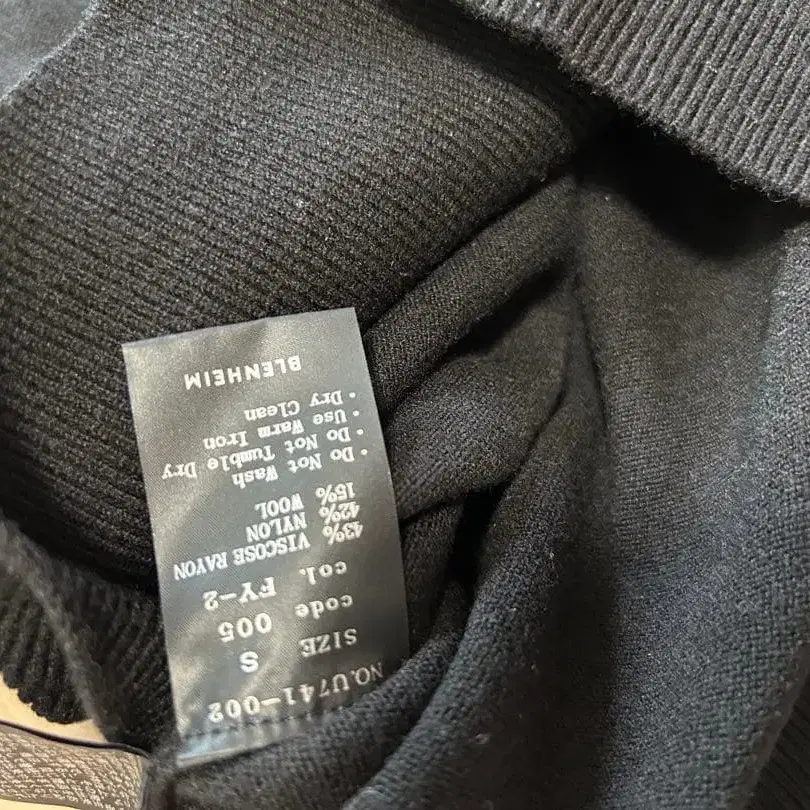 NO.U741-002
SIZE S
code 005
col. FY-2
43% VISCOSE RAYON
42% NYLON
15% WOOL
• Do Not Wash
• Do Not Tumble Dry
• Use Warm Iron
• Dry Clean
BLENHEIM